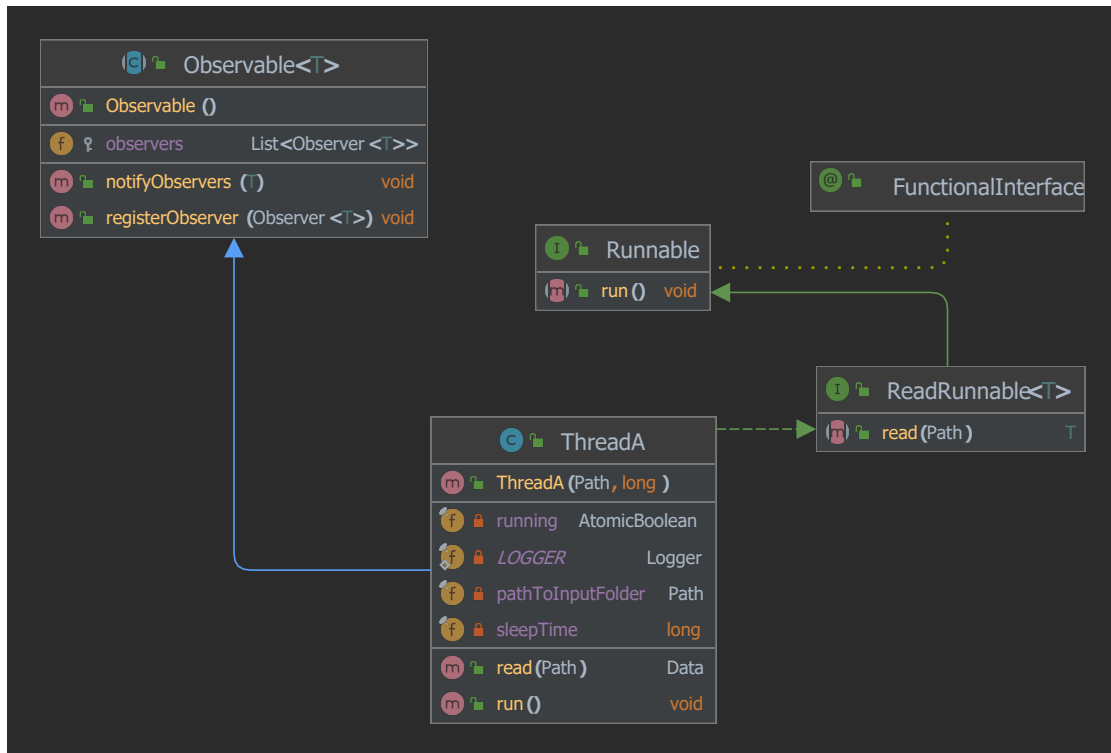 Observable<T>
Observable ()
observers List<Observer <T>>
notifyObservers (T) void
registerObserver (Observer <T>) void
FunctionalInterface
Runnable
run () void
ReadRunnable<T>
read (Path) T
ThreadA
ThreadA (Path, long )
running AtomicBoolean
LOGGER Logger
pathToInputFolder Path
sleepTime long
read (Path) Data
run () void